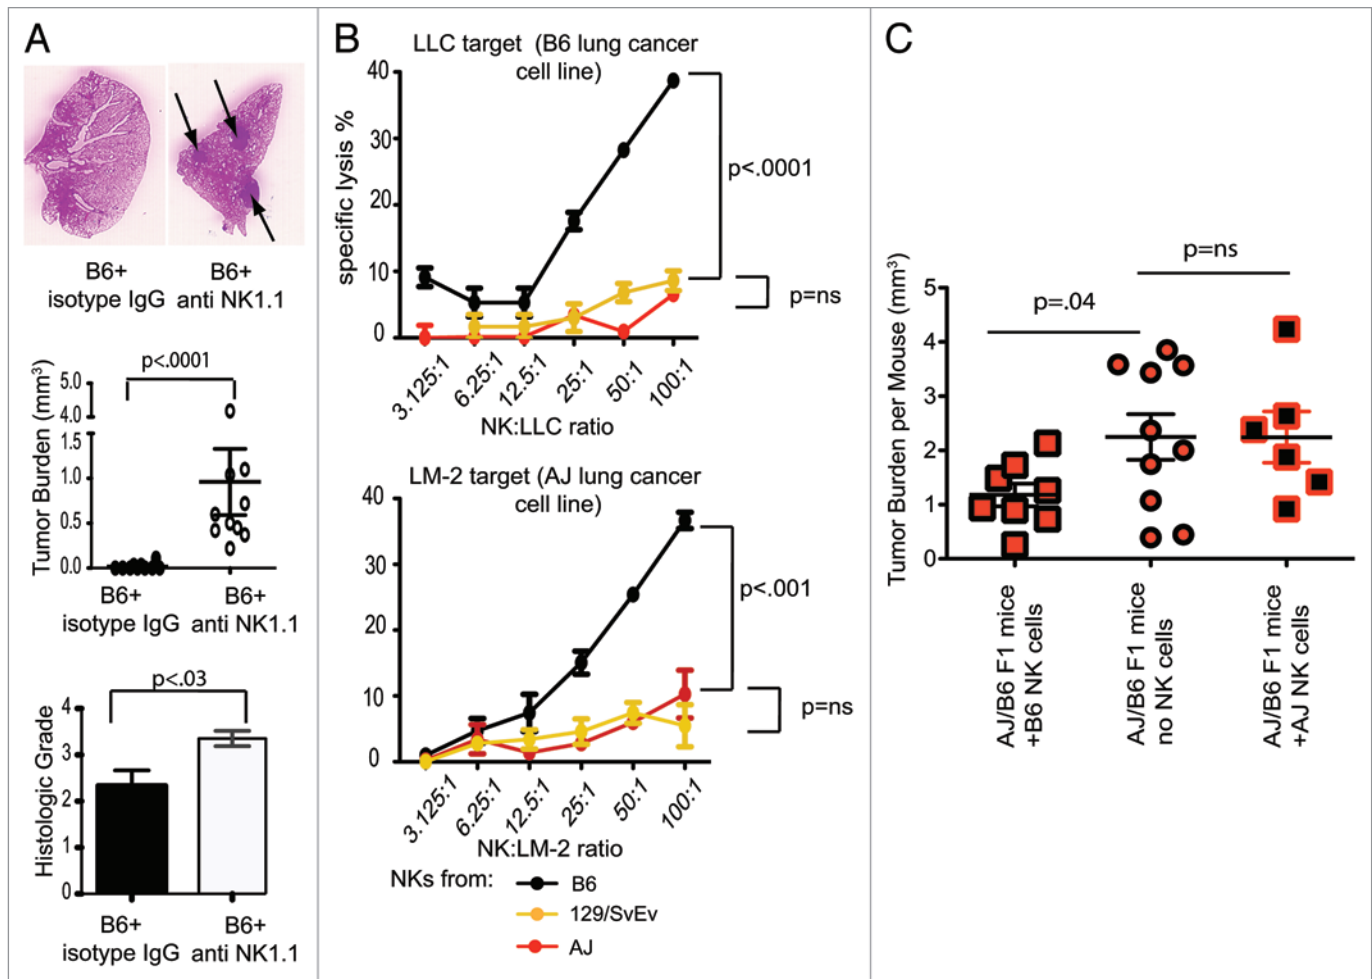 A
B6+
isotype IgG
B6+
anti NK1.1
p<.0001
Tumor Burden (mm³)
5.0
4.0
1.5
1.0
0.5
0.0
B6+
isotype IgG
B6+
anti NK1.1
p<.03
Histologic Grade
4
3
2
1
0
B6+
isotype IgG
B6+
anti NK1.1
B
LLC target (B6 lung cancer
cell line)
specific lysis %
40
30
20
10
0
p<.0001
p=ns
3.125:1
6.25:1
12.5:1
25:1
50:1
100:1
NK:LLC ratio
LM-2 target (AJ lung cancer
cell line)
40
30
20
10
0
p<.001
p=ns
3.125:1
6.25:1
12.5:1
25:1
50:1
100:1
NK:LM-2 ratio
NKs from:
B6
129/SvEv
AJ
C
p=ns
p=.04
Tumor Burden per Mouse (mm³)
5
4
3
2
1
0
AJ/B6 F1 mice
+B6 NK cells
AJ/B6 F1 mice
no NK cells
AJ/B6 F1 mice
+AJ NK cells